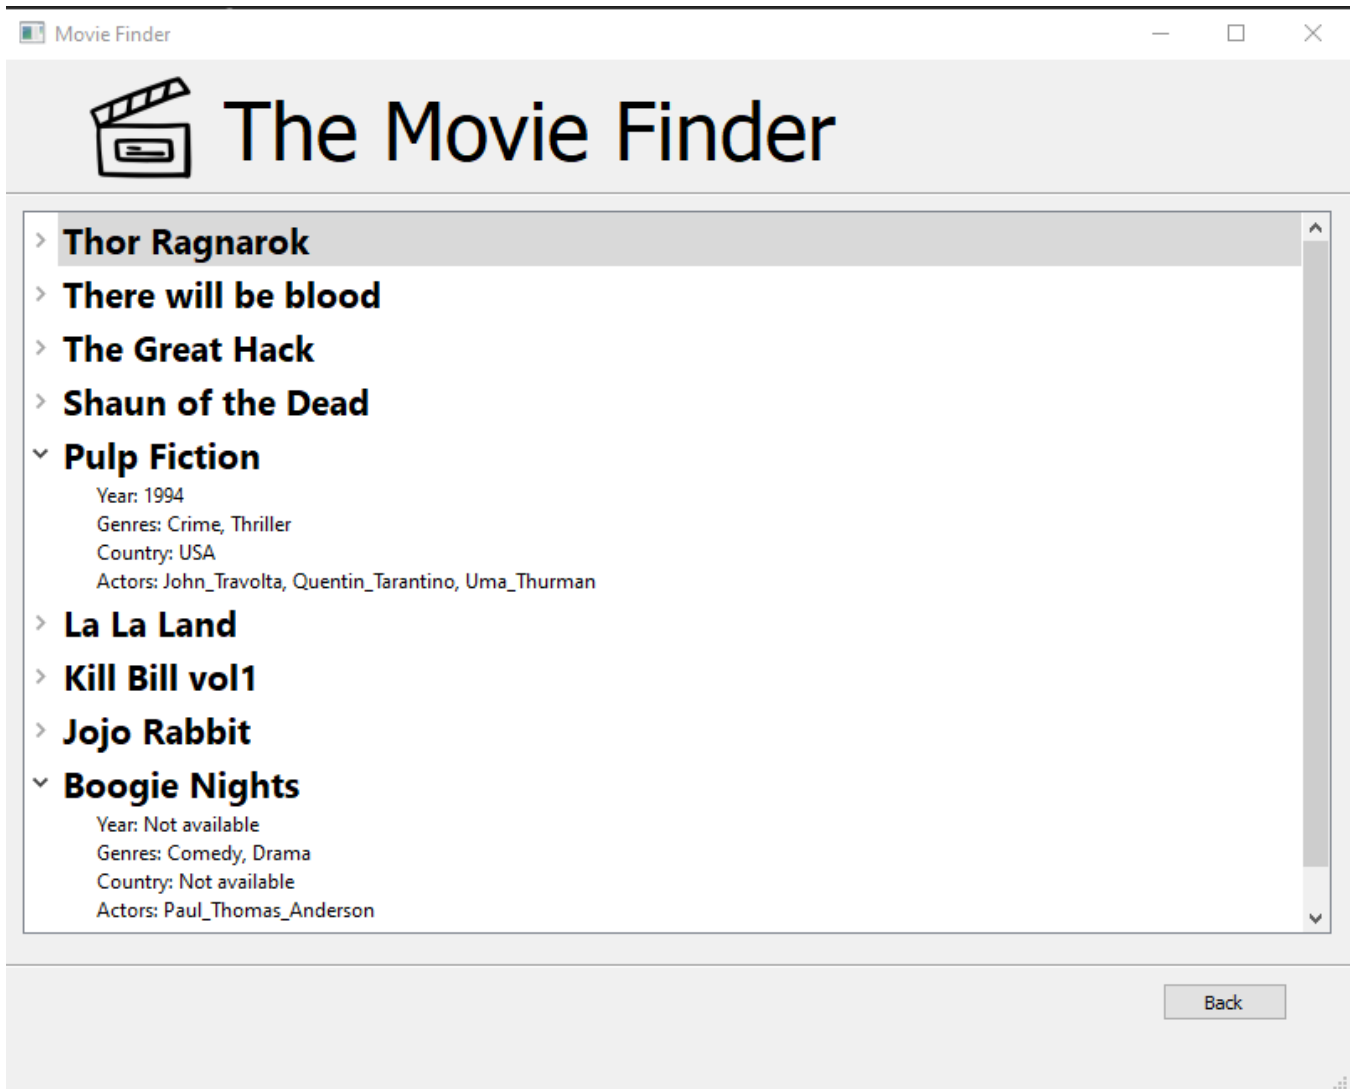 Movie Finder
The Movie Finder
Thor Ragnarok
There will be blood
The Great Hack
Shaun of the Dead
Pulp Fiction
Year: 1994
Genres: Crime, Thriller
Country: USA
Actors: John_Travolta, Quentin_Tarantino, Uma_Thurman
La La Land
Kill Bill vol1
Jojo Rabbit
Boogie Nights
Year: Not available
Genres: Comedy, Drama
Country: Not available
Actors: Paul_Thomas_Anderson
Back